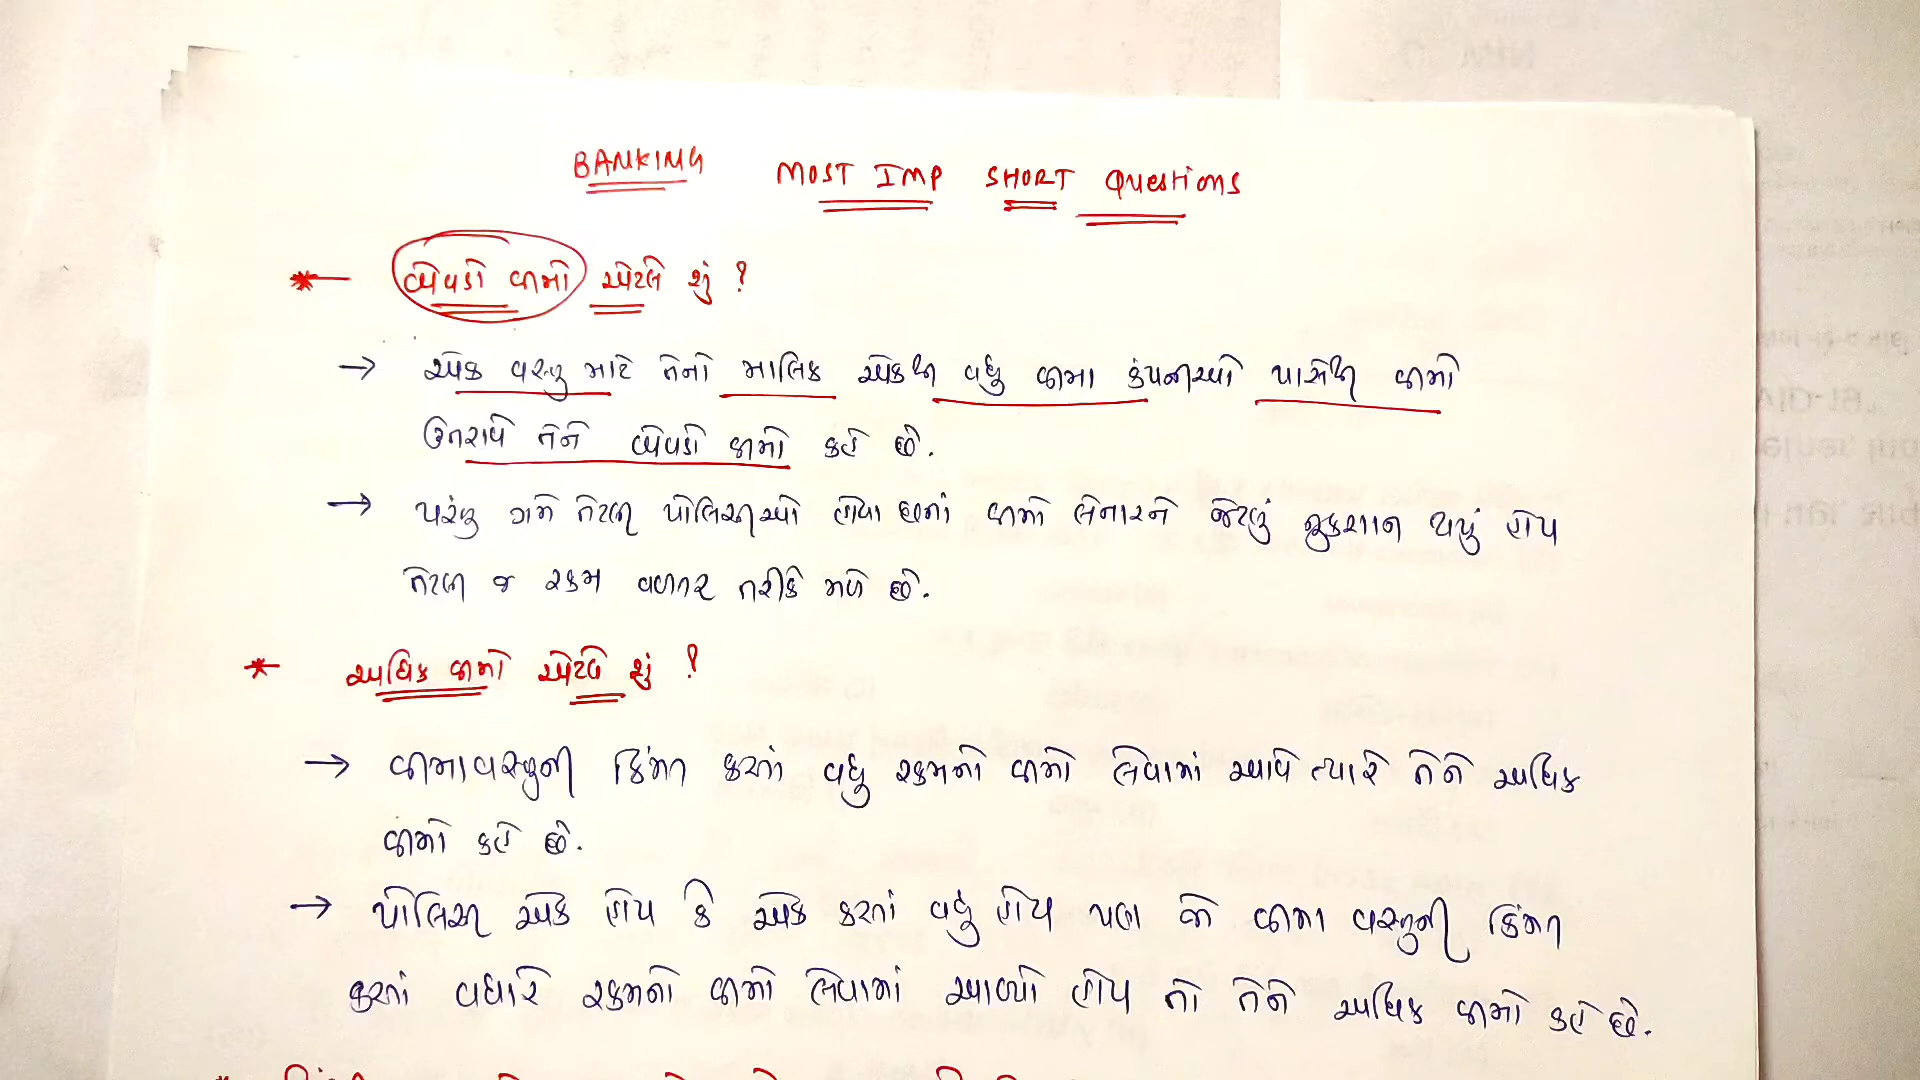 BANKING MOST IMP SHORT Questions
* બેવડો વીમો એટલે શું ?
→ એક વસ્તુ માટે તેનો માલિક એકથી વધુ વીમા કંપનીઓ પાસેથી વીમો
ઉતરાવે તેને બેવડો વીમો કહે છે.
→ પરંતુ ગમે તેટલી પોલિસીઓ હોવા છતાં વીમો લેનારને જેટલું નુકશાન થયું હોય
તેટલી જ રકમ વળતર તરીકે મળે છે.
* અધિક વીમો એટલે શું ?
→ વીમાવસ્તુની કિંમત કરતાં વધુ રકમનો વીમો લેવામાં આવે ત્યારે તેને અધિક
વીમો કહે છે.
→ પોલિસી એક હોય કે એક કરતાં વધું હોય પણ જો વીમા વસ્તુની કિંમત
કરતાં વધારે રકમનો વીમો લેવામાં આવ્યો હોય તો તેને અધિક વીમો કહે છે.